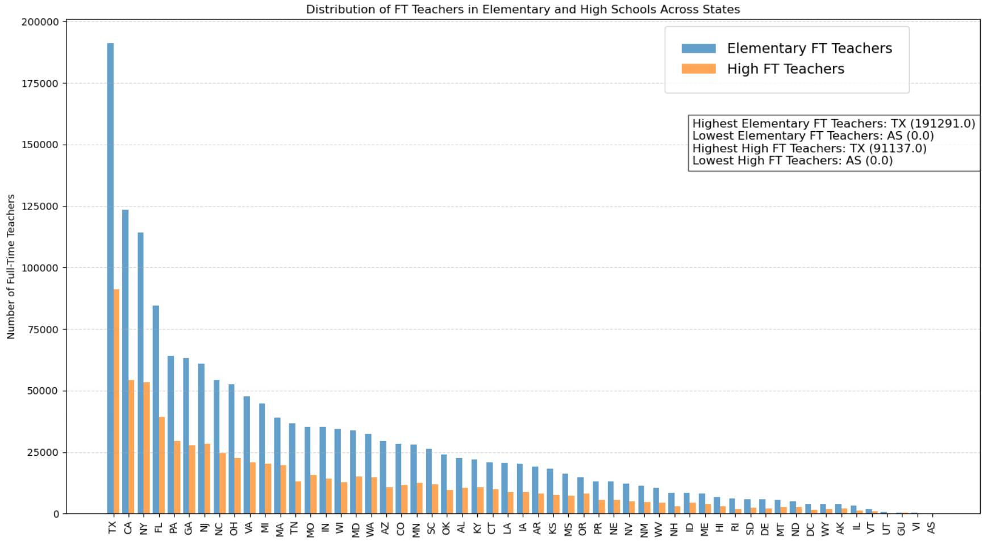 Distribution of FT Teachers in Elementary and High Schools Across States
Number of Full-Time Teachers
200000
175000
150000
125000
100000
75000
50000
25000
0
Elementary FT Teachers
High FT Teachers
Highest Elementary FT Teachers: TX (191291.0)
Lowest Elementary FT Teachers: AS (0.0)
Highest High FT Teachers: TX (91137.0)
Lowest High FT Teachers: AS (0.0)
TX CA NY FL PA GA NJ NC OH VA MI MA TN MO IN WI MD WA AZ CO MN SC OK AL KY CT LA IA AR KS MS OR PR NE NV NM WV NH ID ME HI RI SD DE MT ND DC WY AK IL VT UT GU VI AS